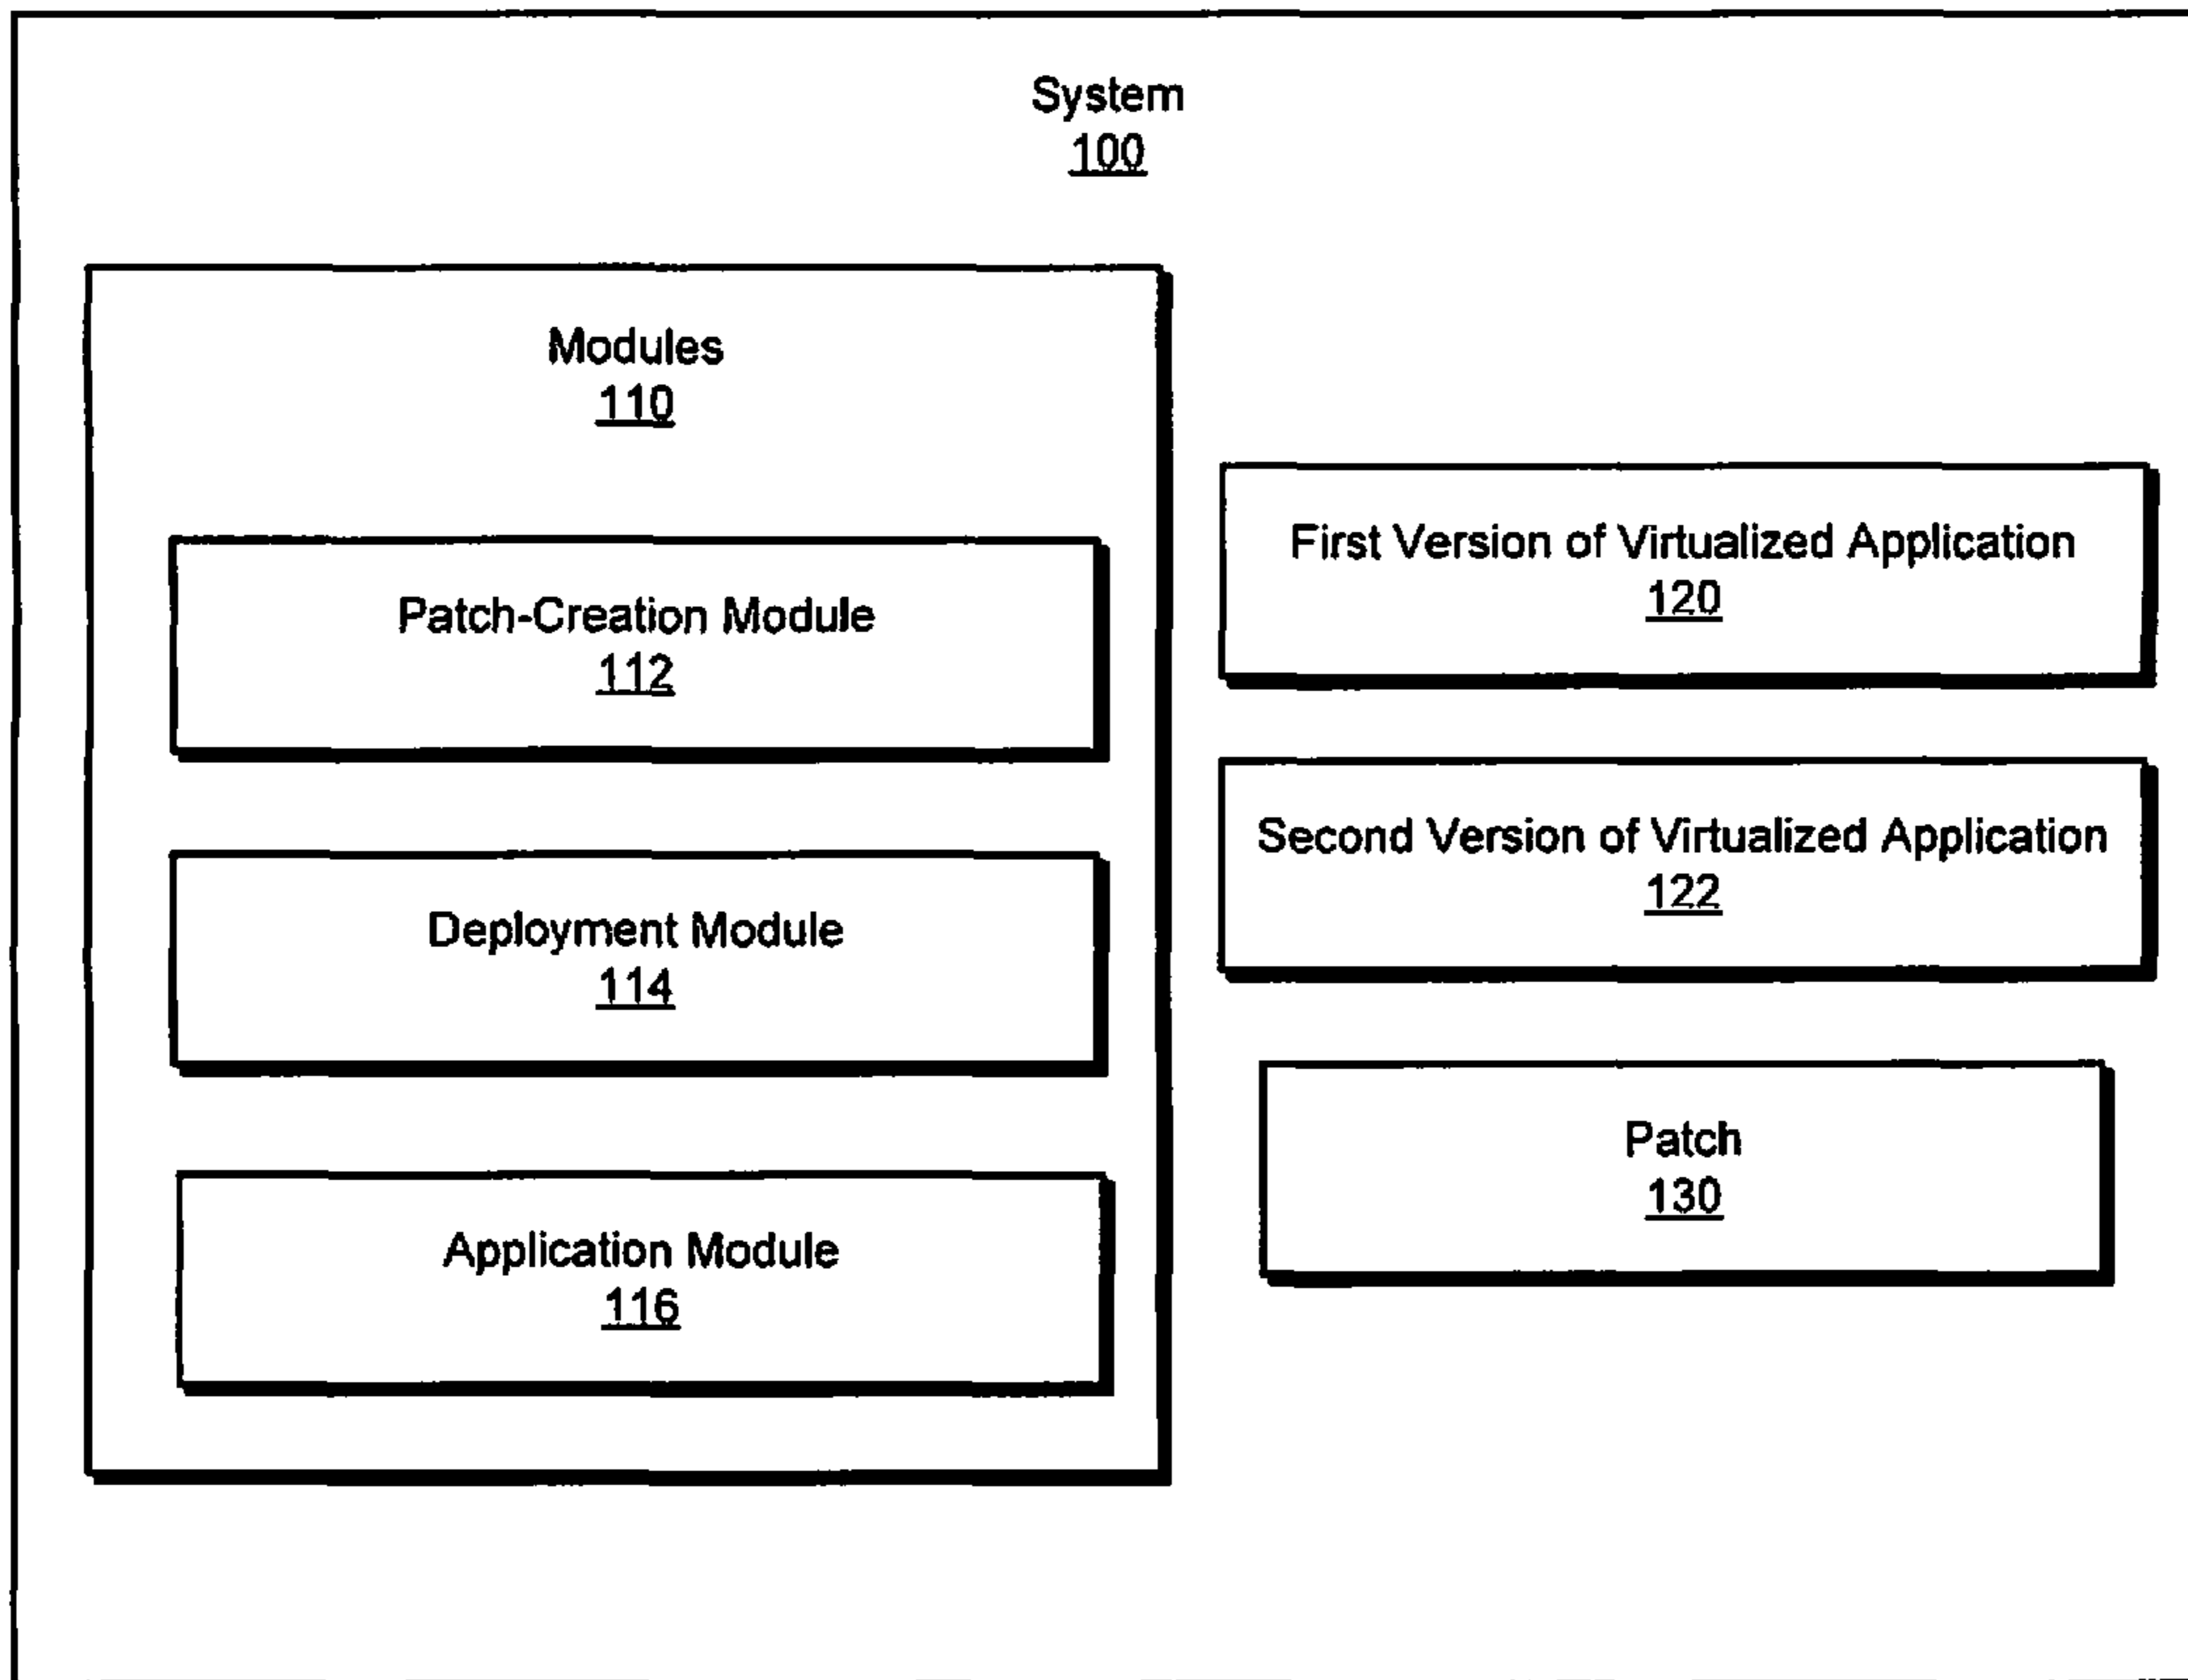 System
100
Modules
110
Patch-Creation Module
112
Deployment Module
114
Application Module
116
First Version of Virtualized Application
120
Second Version of Virtualized Application
122
Patch
130